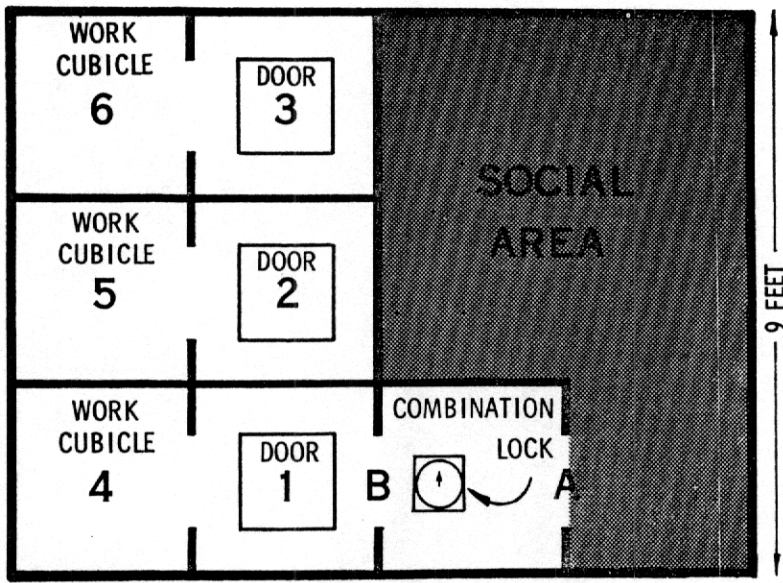 WORK
CUBICLE
6
DOOR
3
SOCIAL
AREA
WORK
CUBICLE
5
DOOR
2
9 FEET
WORK
CUBICLE
4
DOOR
1
B
COMBINATION
LOCK
A